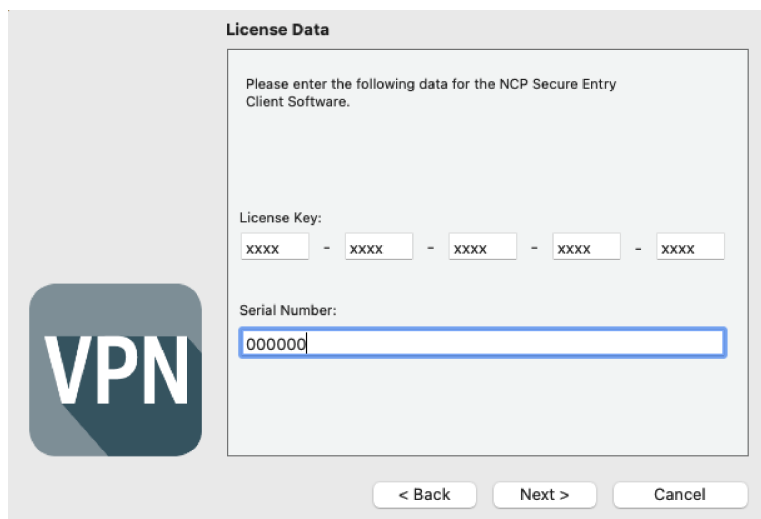 License Data
Please enter the following data for the NCP Secure Entry
Client Software.
License Key:
xxxx - xxxx - xxxx - xxxx - xxxx
Serial Number:
000000
VPN
< Back Next > Cancel